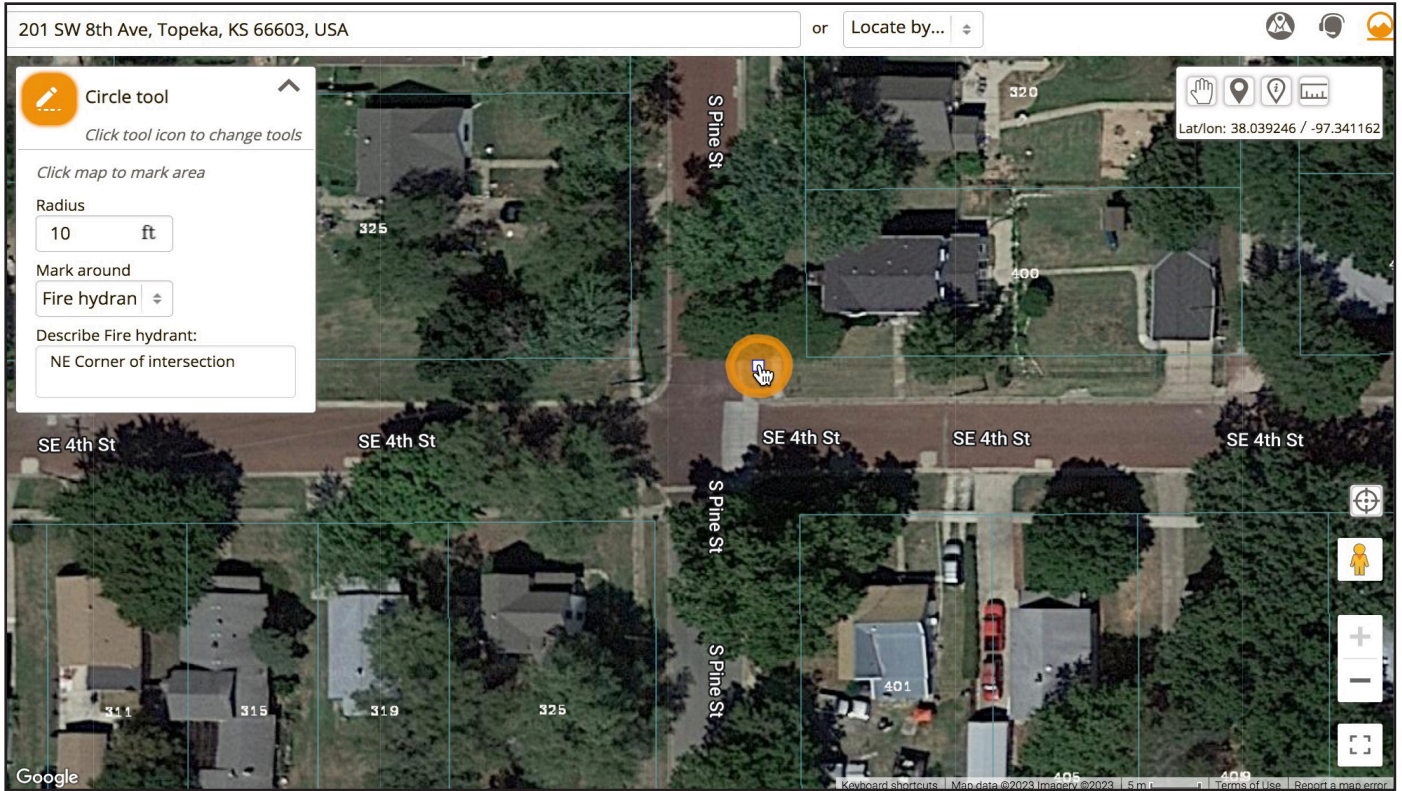 201 SW 8th Ave, Topeka, KS 66603, USA
or
Locate by...
Circle tool
Click tool icon to change tools
Click map to mark area
Radius
10 ft
Mark around
Fire hydran
Describe Fire hydrant:
NE Corner of intersection
Lat/lon: 38.039246 / -97.341162
S Pine St
320
325
400
SE 4th St
SE 4th St
SE 4th St
SE 4th St
SE 4th St
S Pine St
S Pine St
311
315
319
325
401
405
409
Google
Keyboard shortcuts
Map data ©2023 Imagery ©2023
5 m
Terms of Use
Report a map error